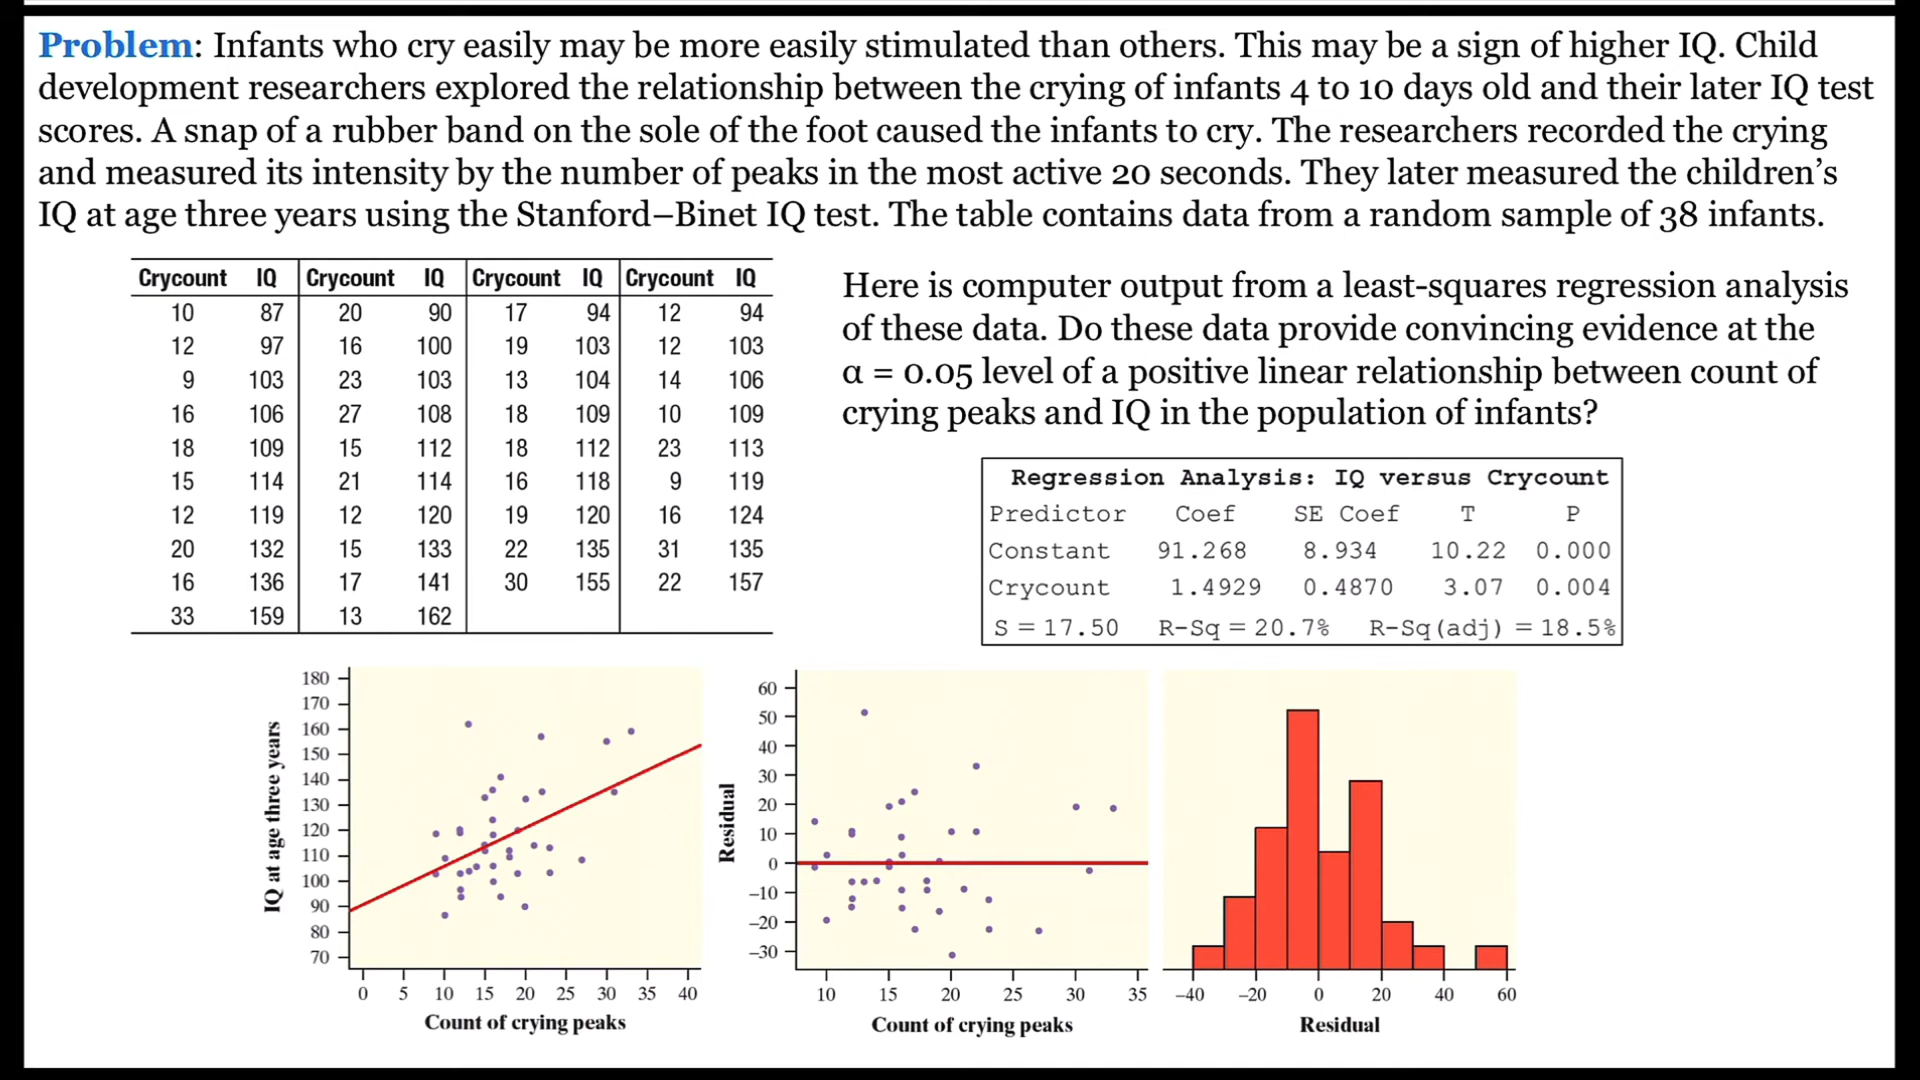 Problem: Infants who cry easily may be more easily stimulated than others. This may be a sign of higher IQ. Child
development researchers explored the relationship between the crying of infants 4 to 10 days old and their later IQ test
scores. A snap of a rubber band on the sole of the foot caused the infants to cry. The researchers recorded the crying
and measured its intensity by the number of peaks in the most active 20 seconds. They later measured the children’s
IQ at age three years using the Stanford–Binet IQ test. The table contains data from a random sample of 38 infants.
Crycount IQ Crycount IQ Crycount IQ Crycount IQ
10 87 20 90 17 94 12 94
12 97 16 100 19 103 12 103
9 103 23 103 13 104 14 106
16 106 27 108 18 109 10 109
18 109 15 112 18 112 23 113
15 114 21 114 16 118 9 119
12 119 12 120 19 120 16 124
20 132 15 133 22 135 31 135
16 136 17 141 30 155 22 157
33 159 13 162
Here is computer output from a least-squares regression analysis
of these data. Do these data provide convincing evidence at the
α = 0.05 level of a positive linear relationship between count of
crying peaks and IQ in the population of infants?
Regression Analysis: IQ versus Crycount
Predictor Coef SE Coef T P
Constant 91.268 8.934 10.22 0.000
Crycount 1.4929 0.4870 3.07 0.004
S = 17.50 R-Sq = 20.7% R-Sq(adj) = 18.5%
IQ at age three years
180
170
160
150
140
130
120
110
100
90
80
70
0 5 10 15 20 25 30 35 40
Count of crying peaks
Residual
60
50
40
30
20
10
0
−10
−20
−30
10 15 20 25 30 35
Count of crying peaks
−40 −20 0 20 40 60
Residual